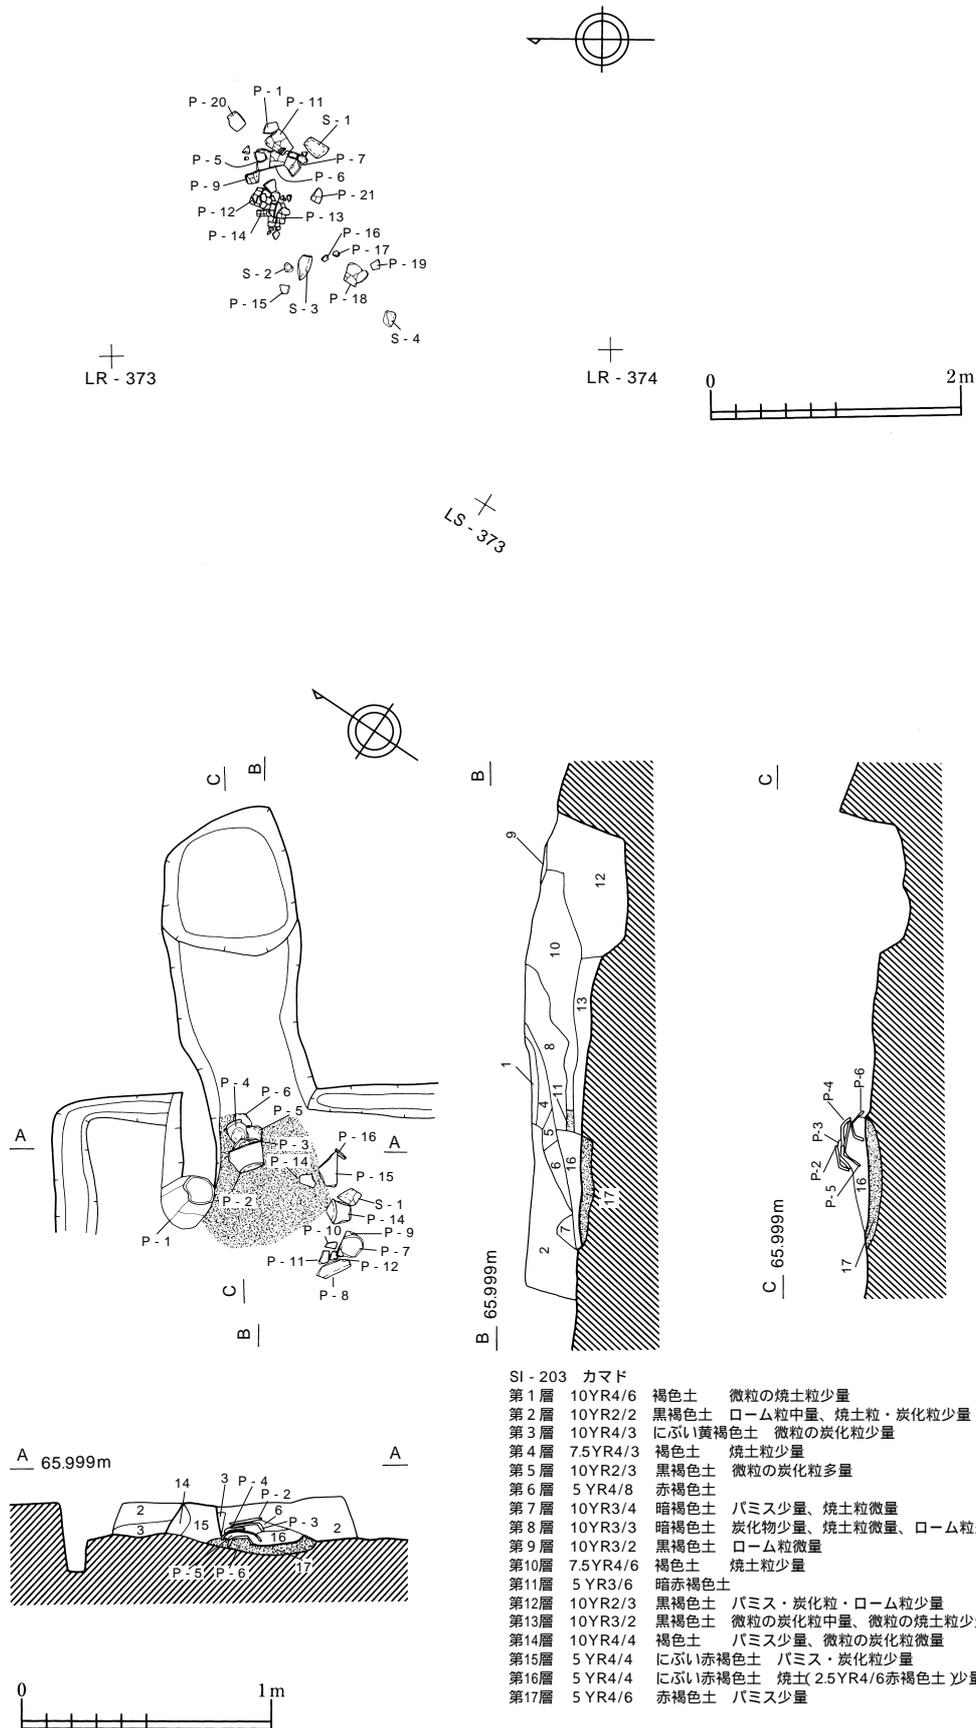 P - 20
P - 1
P - 11
S - 1
P - 5
P - 7
P - 9
P - 6
P - 12
P - 21
P - 13
P - 14
P - 16
P - 17
S - 2
P - 19
P - 15
S - 3
P - 18
S - 4
LR - 373
LR - 374
0 2m
LS - 373
C
B
B
C
9
12
10
13
8
1
11
4
5
6
16
17
7
2
B 65.999m
P-4
P-6
P-3
P-2
P-5
16
17
C 65.999m
P - 4
P - 6
P - 5
A
P - 3
P - 16
A
P - 14
P - 15
P - 2
S - 1
P - 14
P - 1
P - 10
P - 9
P - 7
P - 11
P - 12
P - 8
C
B
A 65.999m
A
14
3
P - 4
P - 2
2
6
P - 3
3
15
16
2
P - 5
P - 6
17
0 1m
SI - 203 カマド
第1層 10YR4/6 褐色土 微粒の焼土粒少量
第2層 10YR2/2 黒褐色土 ローム粒中量、焼土粒・炭化粒少量
第3層 10YR4/3 にぶい黄褐色土 微粒の炭化粒少量
第4層 7.5YR4/3 褐色土 焼土粒少量
第5層 10YR2/3 黒褐色土 微粒の炭化粒多量
第6層 5YR4/8 赤褐色土
第7層 10YR3/4 暗褐色土 パミス少量、焼土粒微量
第8層 10YR3/3 暗褐色土 炭化物少量、焼土粒微量、ローム粒
第9層 10YR3/2 黒褐色土 ローム粒微量
第10層 7.5YR4/6 褐色土 焼土粒少量
第11層 5YR3/6 暗赤褐色土
第12層 10YR2/3 黒褐色土 パミス・炭化粒・ローム粒少量
第13層 10YR3/2 黒褐色土 微粒の炭化粒中量、微粒の焼土粒少
第14層 10YR4/4 褐色土 パミス少量、微粒の炭化粒微量
第15層 5YR4/4 にぶい赤褐色土 パミス・炭化粒少量
第16層 5YR4/4 にぶい赤褐色土 焼土(2.5YR4/6赤褐色土)少量
第17層 5YR4/6 赤褐色土 パミス少量